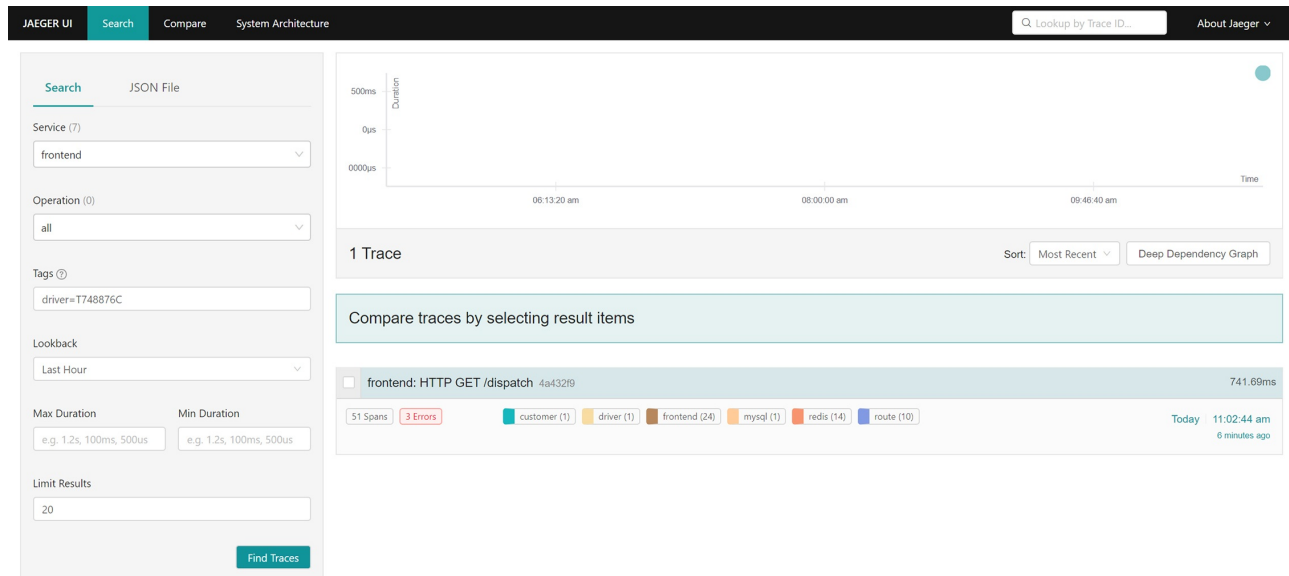 JAEGER UI Search Compare System Architecture Lookup by Trace ID... About Jaeger
Search JSON File
Service (7)
frontend
Operation (0)
all
Tags
driver=T748876C
Lookback
Last Hour
Max Duration Min Duration
e.g. 1.2s, 100ms, 500us e.g. 1.2s, 100ms, 500us
Limit Results
20
Find Traces
Duration
500ms
0μs
0000μs
Time
06:13:20 am 08:00:00 am 09:46:40 am
1 Trace Sort: Most Recent Deep Dependency Graph
Compare traces by selecting result items
frontend: HTTP GET /dispatch 4a432f9 741.69ms
51 Spans 3 Errors customer (1) driver (1) frontend (24) mysql (1) redis (14) route (10) Today 11:02:44 am
6 minutes ago